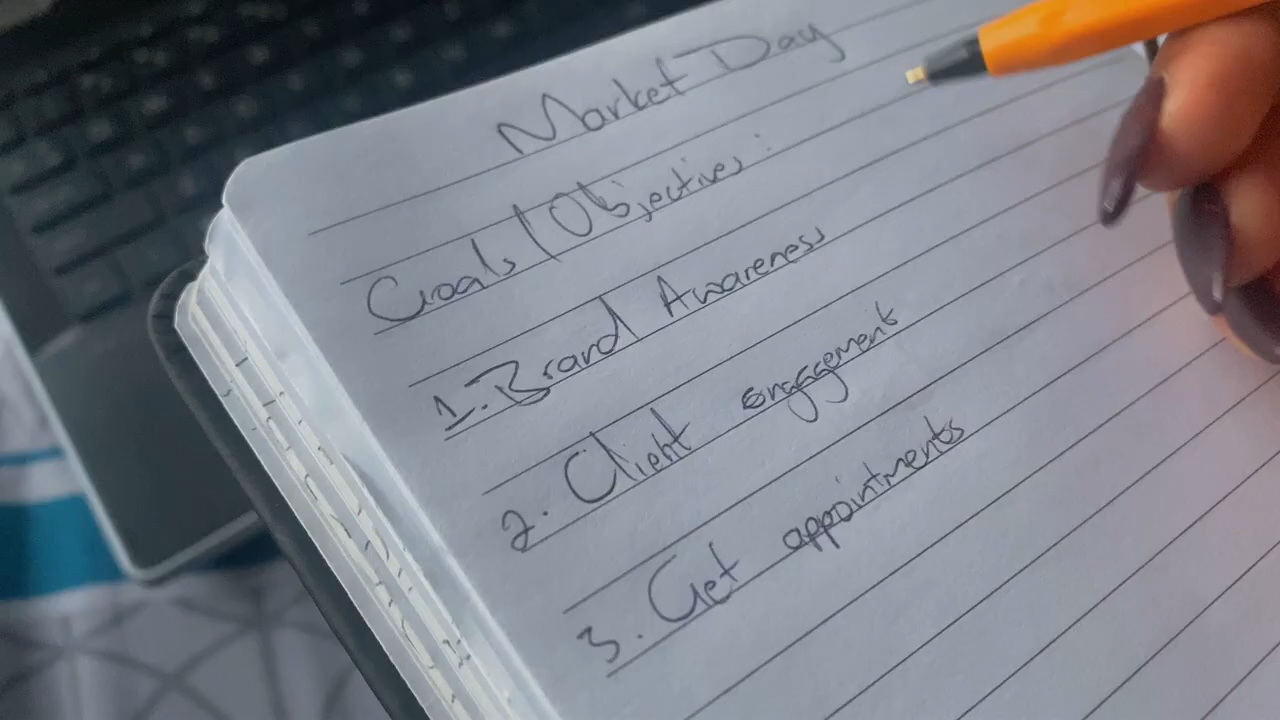 Market Day
Goals/Objectives:
1. Brand Awareness
2. Client engagement
3. Get appointments